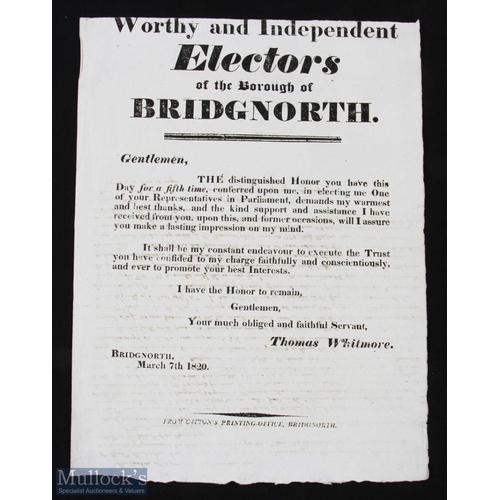 Worthy and Independent
Electors
of the Borough of
BRIDGNORTH.
Gentlemen,
THE distinguished Honor you have this
Day for a fifth time, conferred upon me, in electing me One
of your Representatives in Parliament, demands my warmest
and best thanks, and the kind support and assistance I have
received from you, upon this, and former occasions, will I assure
you make a lasting impression on my mind.
It shall be my constant endeavour to execute the Trust
you have confided to my charge faithfully and conscientiously,
and ever to promote your best Interests.
I have the Honor to remain,
Gentlemen,
Your much obliged and faithful Servant,
Thomas Whitmore.
BRIDGNORTH,
March 7th 1820.
FROM GITTON'S PRINTING-OFFICE, BRIDGNORTH.
Mullock's
Specialist Auctioneers & Valuers